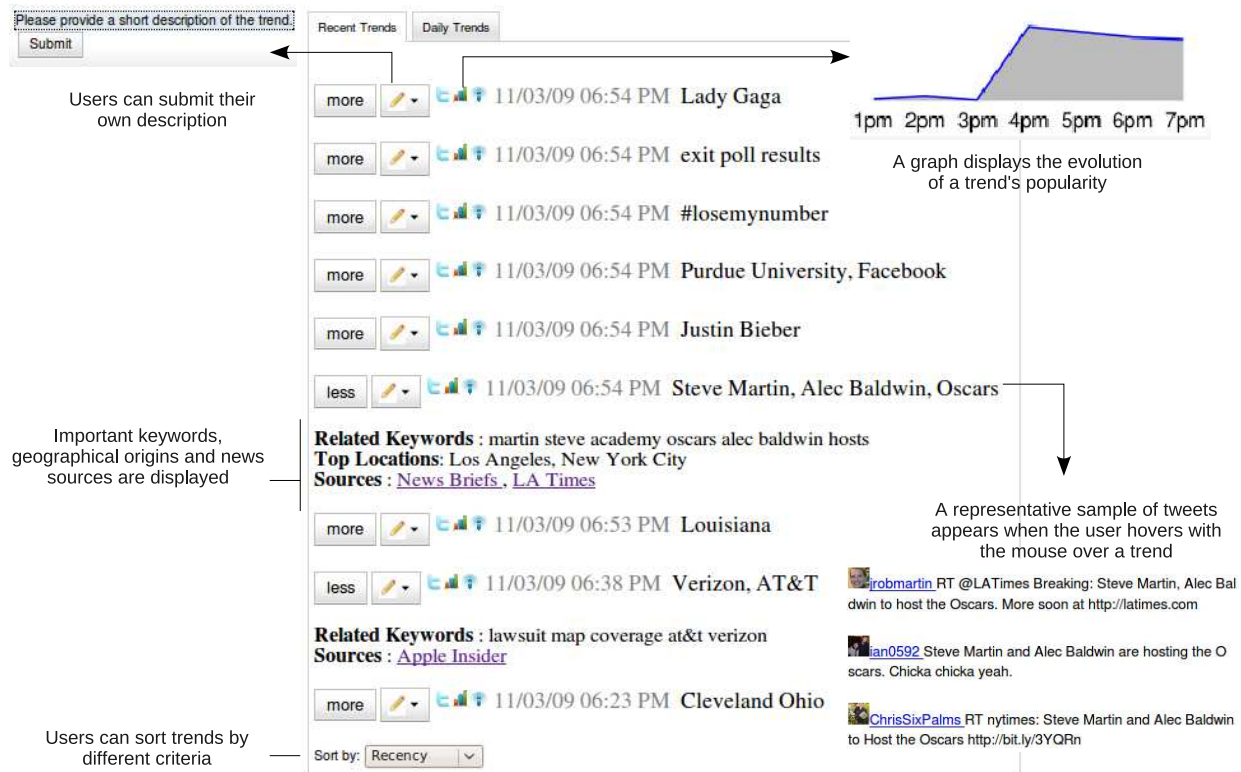 Please provide a short description of the trend.
Submit
Users can submit their
own description
Recent Trends
Daily Trends
more 11/03/09 06:54 PM Lady Gaga
more 11/03/09 06:54 PM exit poll results
more 11/03/09 06:54 PM #losemynumber
more 11/03/09 06:54 PM Purdue University, Facebook
more 11/03/09 06:54 PM Justin Bieber
less 11/03/09 06:54 PM Steve Martin, Alec Baldwin, Oscars
Related Keywords : martin steve academy oscars alec baldwin hosts
Top Locations: Los Angeles, New York City
Sources : News Briefs , LA Times
more 11/03/09 06:53 PM Louisiana
less 11/03/09 06:38 PM Verizon, AT&T
Related Keywords : lawsuit map coverage at&t verizon
Sources : Apple Insider
more 11/03/09 06:23 PM Cleveland Ohio
Sort by: Recency
Important keywords,
geographical origins and news
sources are displayed
Users can sort trends by
different criteria
1pm 2pm 3pm 4pm 5pm 6pm 7pm
A graph displays the evolution
of a trend's popularity
A representative sample of tweets
appears when the user hovers with
the mouse over a trend
jrobmartin RT @LATimes Breaking: Steve Martin, Alec Bal
dwin to host the Oscars. More soon at http://latimes.com
ian0592 Steve Martin and Alec Baldwin are hosting the O
scars. Chicka chicka yeah.
ChrisSixPalms RT nytimes: Steve Martin and Alec Baldwin
to Host the Oscars http://bit.ly/3YQRn